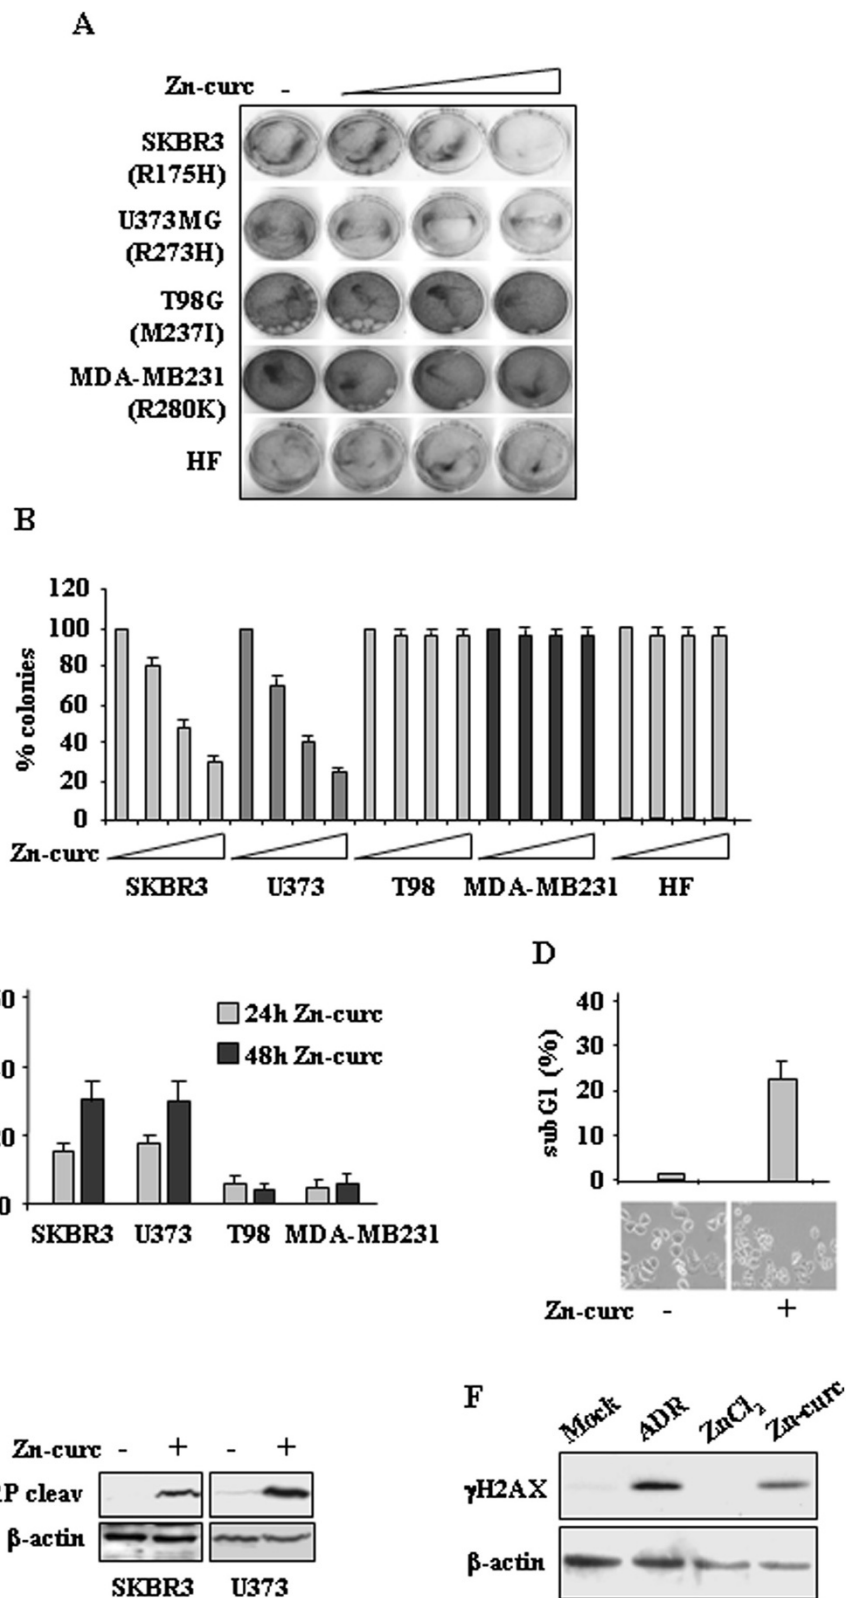 A
Zn-curc -
SKBR3
(R175H)
U373MG
(R273H)
T98G
(M237I)
MDA-MB231
(R280K)
HF
B
% colonies
120
100
80
60
40
20
0
Zn-curc
SKBR3 U373 T98 MDA-MB231 HF
24h Zn-curc
48h Zn-curc
0
SKBR3 U373 T98 MDA-MB231
D
sub G1 (%)
40
30
20
10
0
Zn-curc - +
Zn-curc - + - +
P cleav
β-actin
SKBR3 U373
F
Mock ADR ZnCl₂ Zn-curc
γH2AX
β-actin